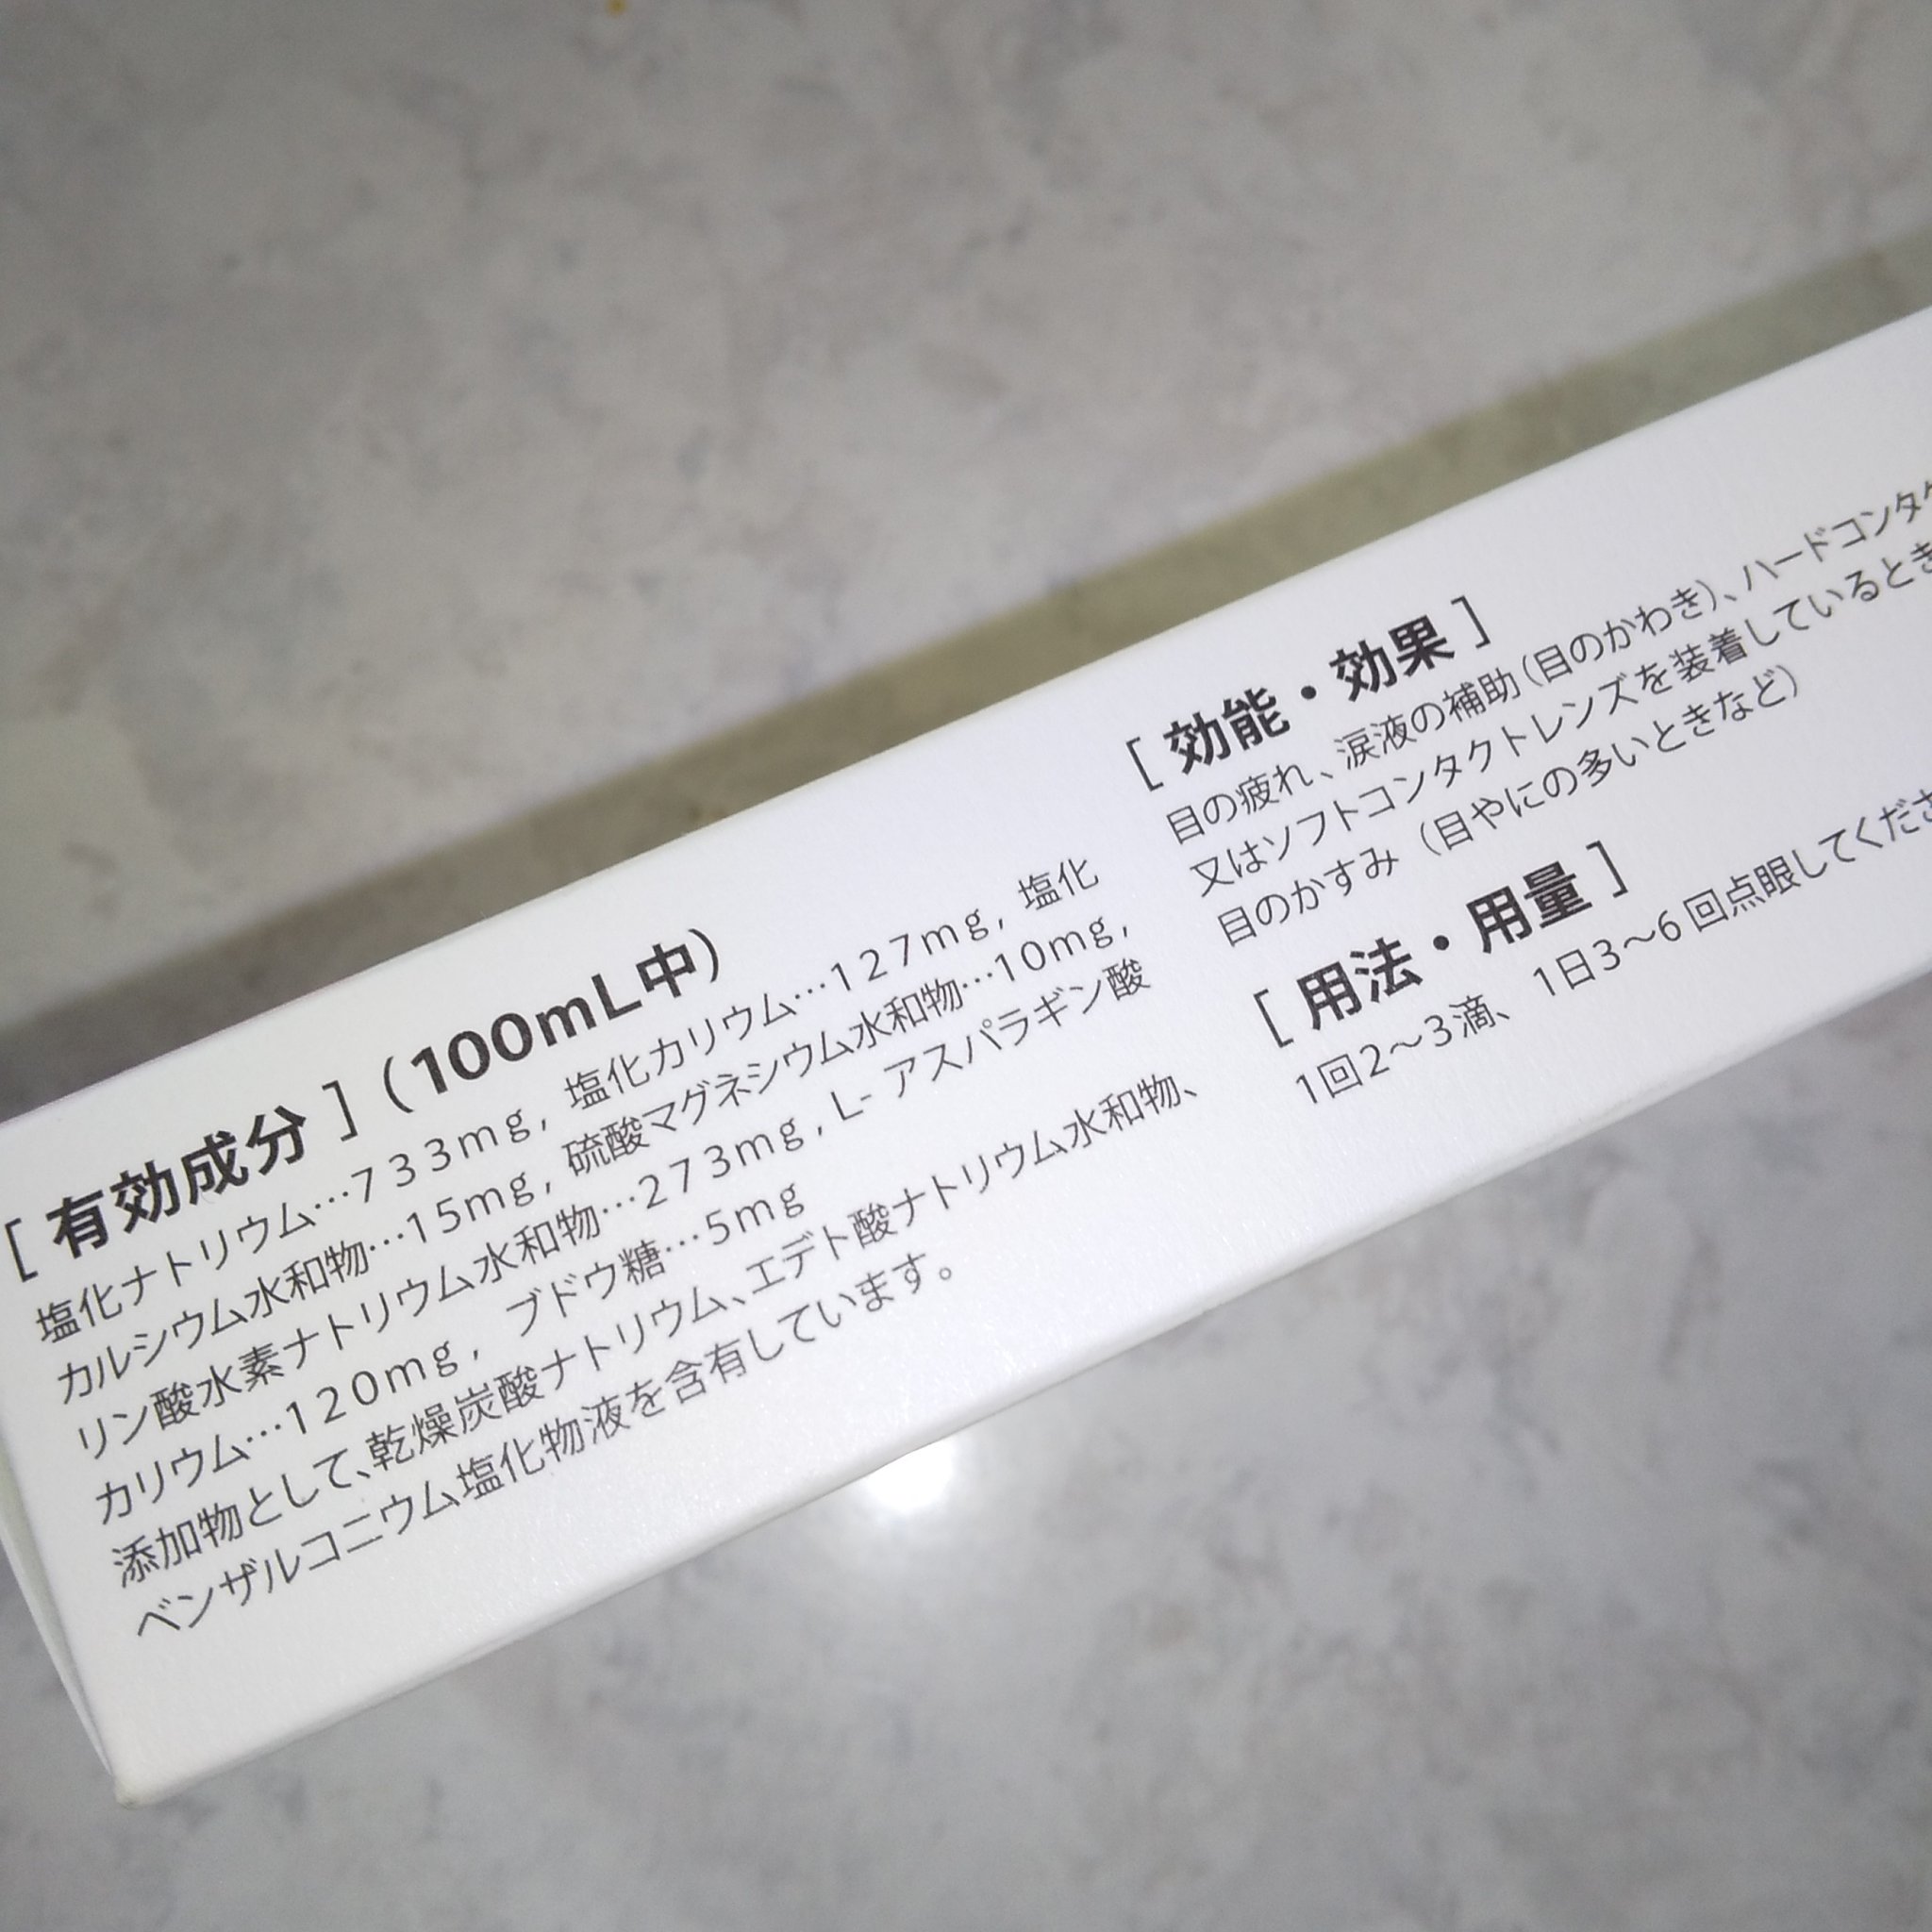 [ 有効成分 ](100mL中)
塩化ナトリウム…733mg, 塩化カリウム…127mg, 塩化
カルシウム水和物…15mg, 硫酸マグネシウム水和物…10mg,
リン酸水素ナトリウム水和物…273mg, L-アスパラギン酸
カリウム…120mg, ブドウ糖…5mg
添加物として、乾燥炭酸ナトリウム、エデト酸ナトリウム水和物、
ベンザルコニウム塩化物液を含有しています。
[ 効能・効果 ]
目の疲れ、涙液の補助(目のかわき)、ハードコンタク
又はソフトコンタクトレンズを装着しているとき
目のかすみ(目やにの多いときなど)
[ 用法・用量 ]
1回2〜3滴、1日3〜6回点眼してくださ